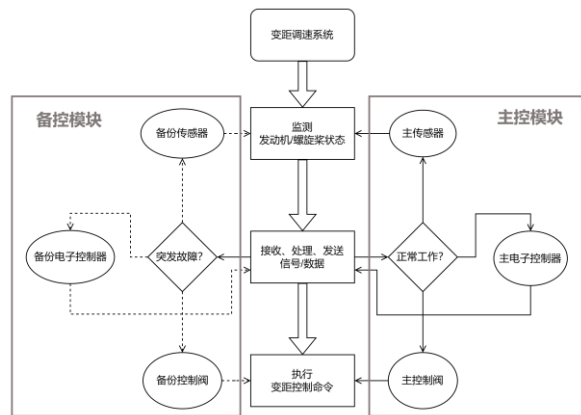 变距调速系统
备控模块
主控模块
备份传感器
监测
发动机/螺旋桨状态
主传感器
备份电子控制器
突发故障?
接收、处理、发送
信号/数据
正常工作?
主电子控制器
备份控制阀
执行
变距控制命令
主控制阀